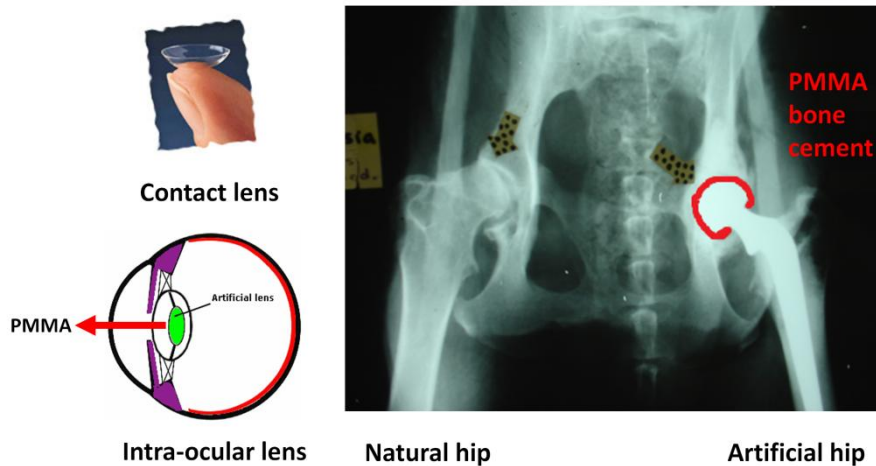 Contact lens
PMMA
Artificial lens
Intra-ocular lens
PMMA
bone
cement
Natural hip
Artificial hip